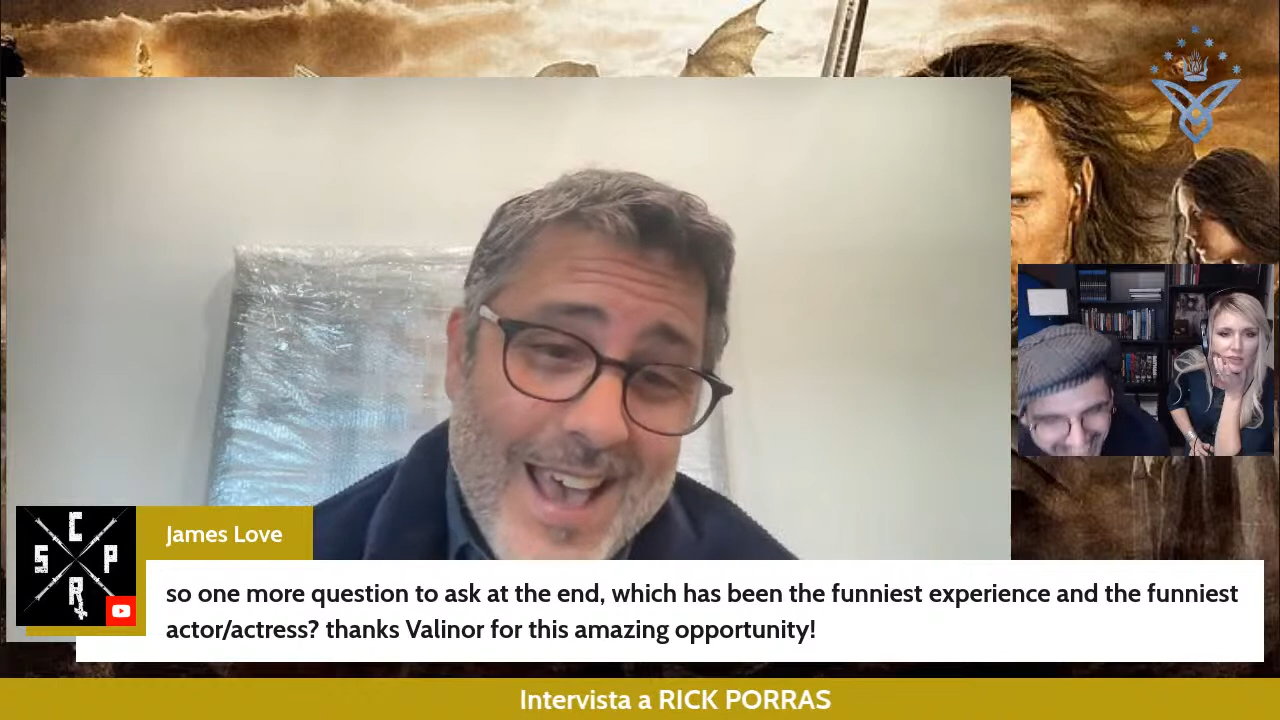 C
S P
R
James Love
so one more question to ask at the end, which has been the funniest experience and the funniest
actor/actress? thanks Valinor for this amazing opportunity!
Intervista a RICK PORRAS